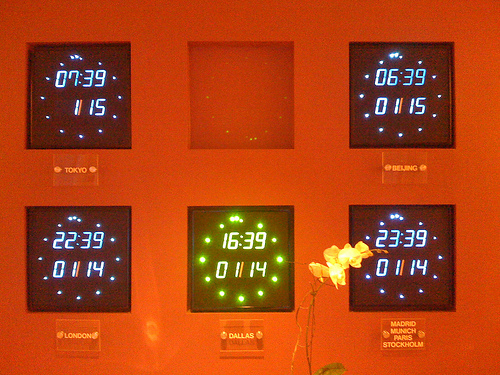 07:39
1/15
TOKYO
06:39
01/15
BEIJING
22:39
01/14
LONDON
16:39
01/14
DALLAS
23:39
01/14
MADRID
MUNICH
PARIS
STOCKHOLM